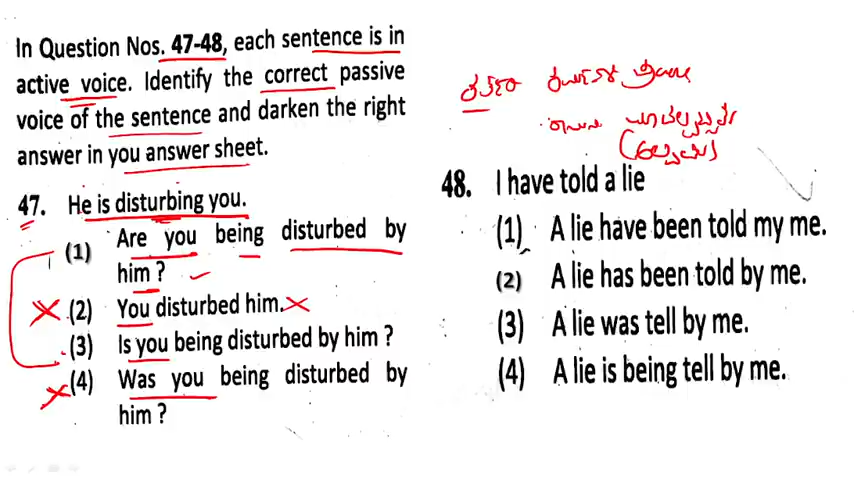 In Question Nos. 47-48, each sentence is in
active voice. Identify the correct passive
voice of the sentence and darken the right
answer in you answer sheet.
47. He is disturbing you.
(1) Are you being disturbed by
him ?
(2) You disturbed him.
(3) Is you being disturbed by him ?
(4) Was you being disturbed by
him ?
48. I have told a lie
(1) A lie have been told my me.
(2) A lie has been told by me.
(3) A lie was tell by me.
(4) A lie is being tell by me.